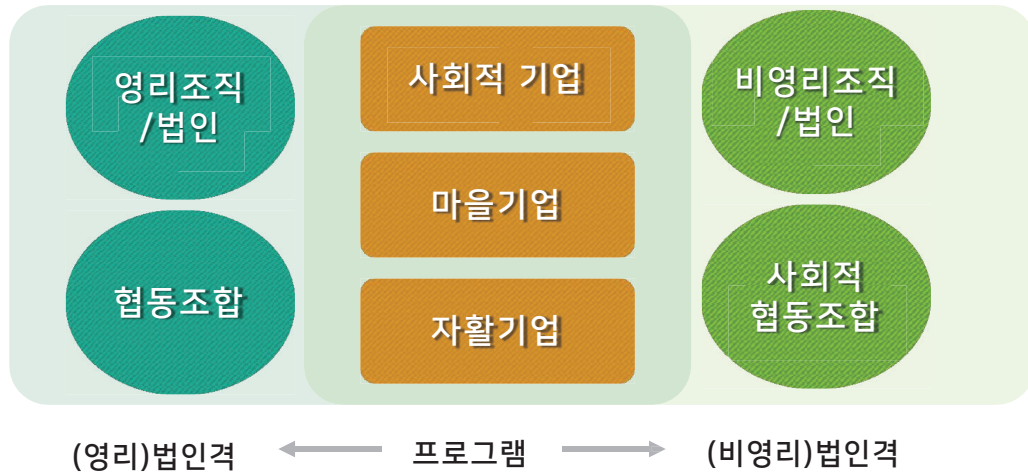 영리조직
/법인
사회적 기업
비영리조직
/법인
마을기업
협동조합
사회적
협동조합
자활기업
(영리)법인격
프로그램
(비영리)법인격